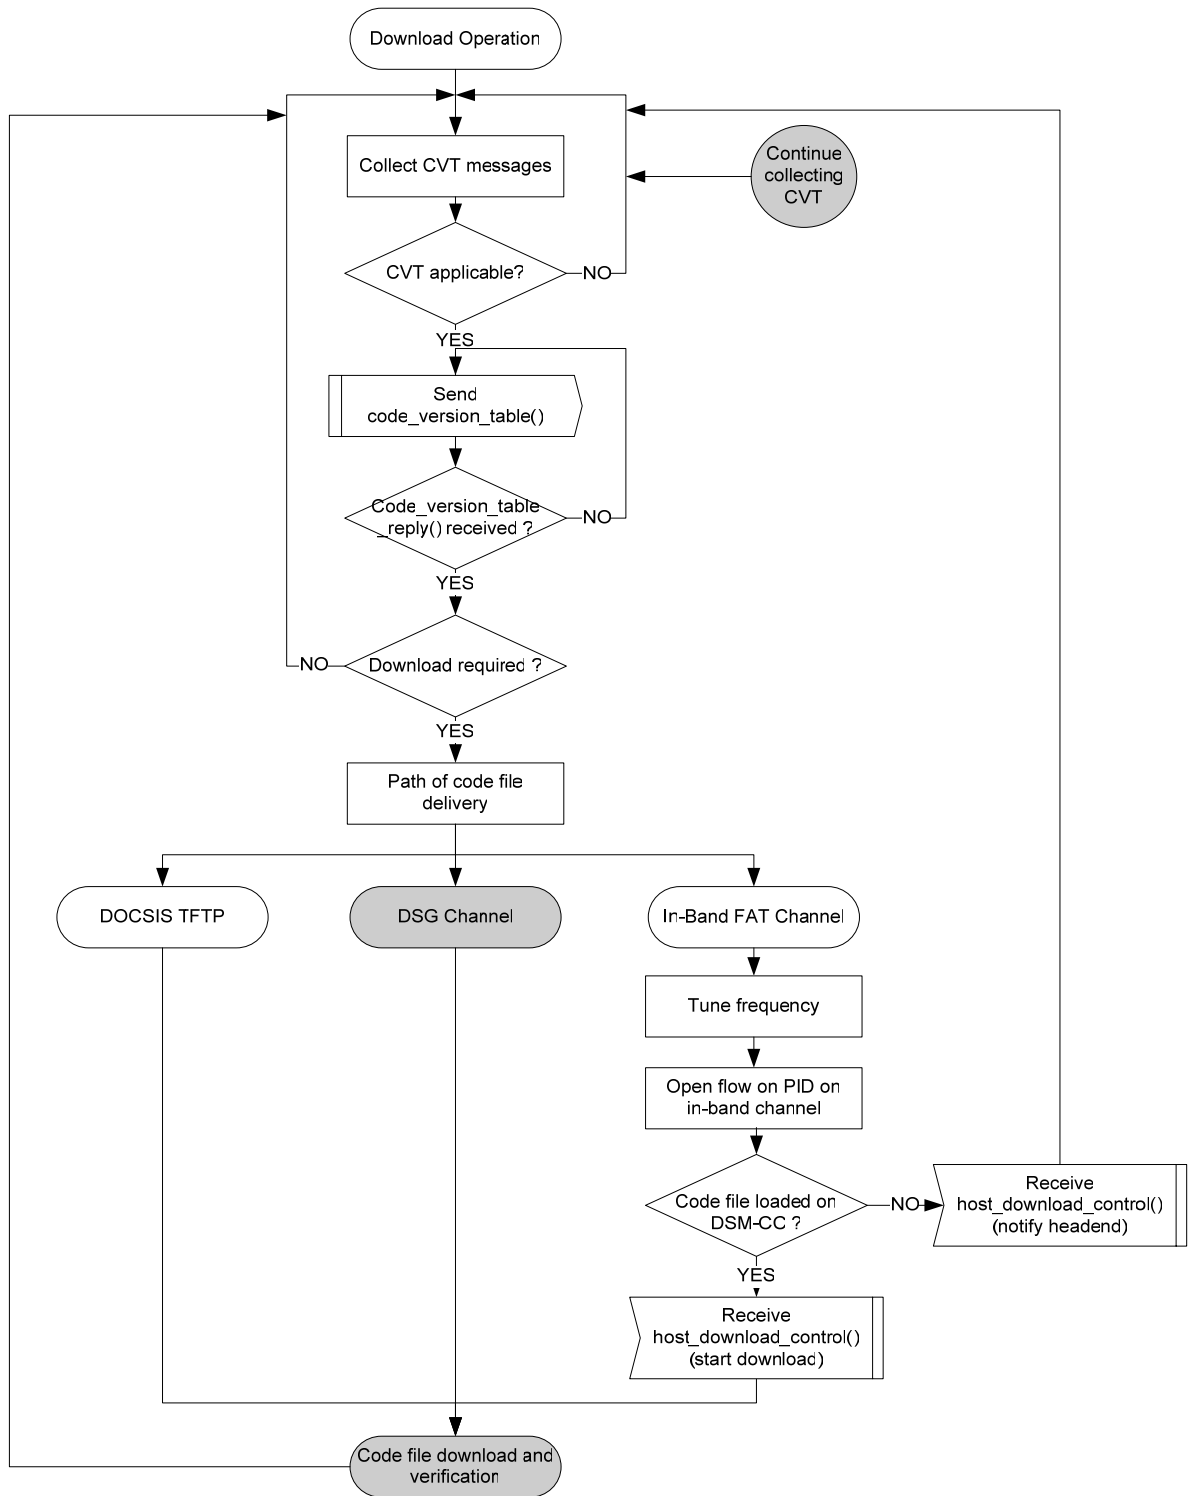 Download Operation
Collect CVT messages
Continue
collecting
CVT
CVT applicable?
NO
YES
Send
code_version_table()
Code_version_table
_reply() received ?
NO
YES
Download required ?
NO
YES
Path of code file
delivery
DOCSIS TFTP
DSG Channel
In-Band FAT Channel
Tune frequency
Open flow on PID on
in-band channel
Code file loaded on
DSM-CC ?
NO
Receive
host_download_control()
(notify headend)
YES
Receive
host_download_control()
(start download)
Code file download and
verification